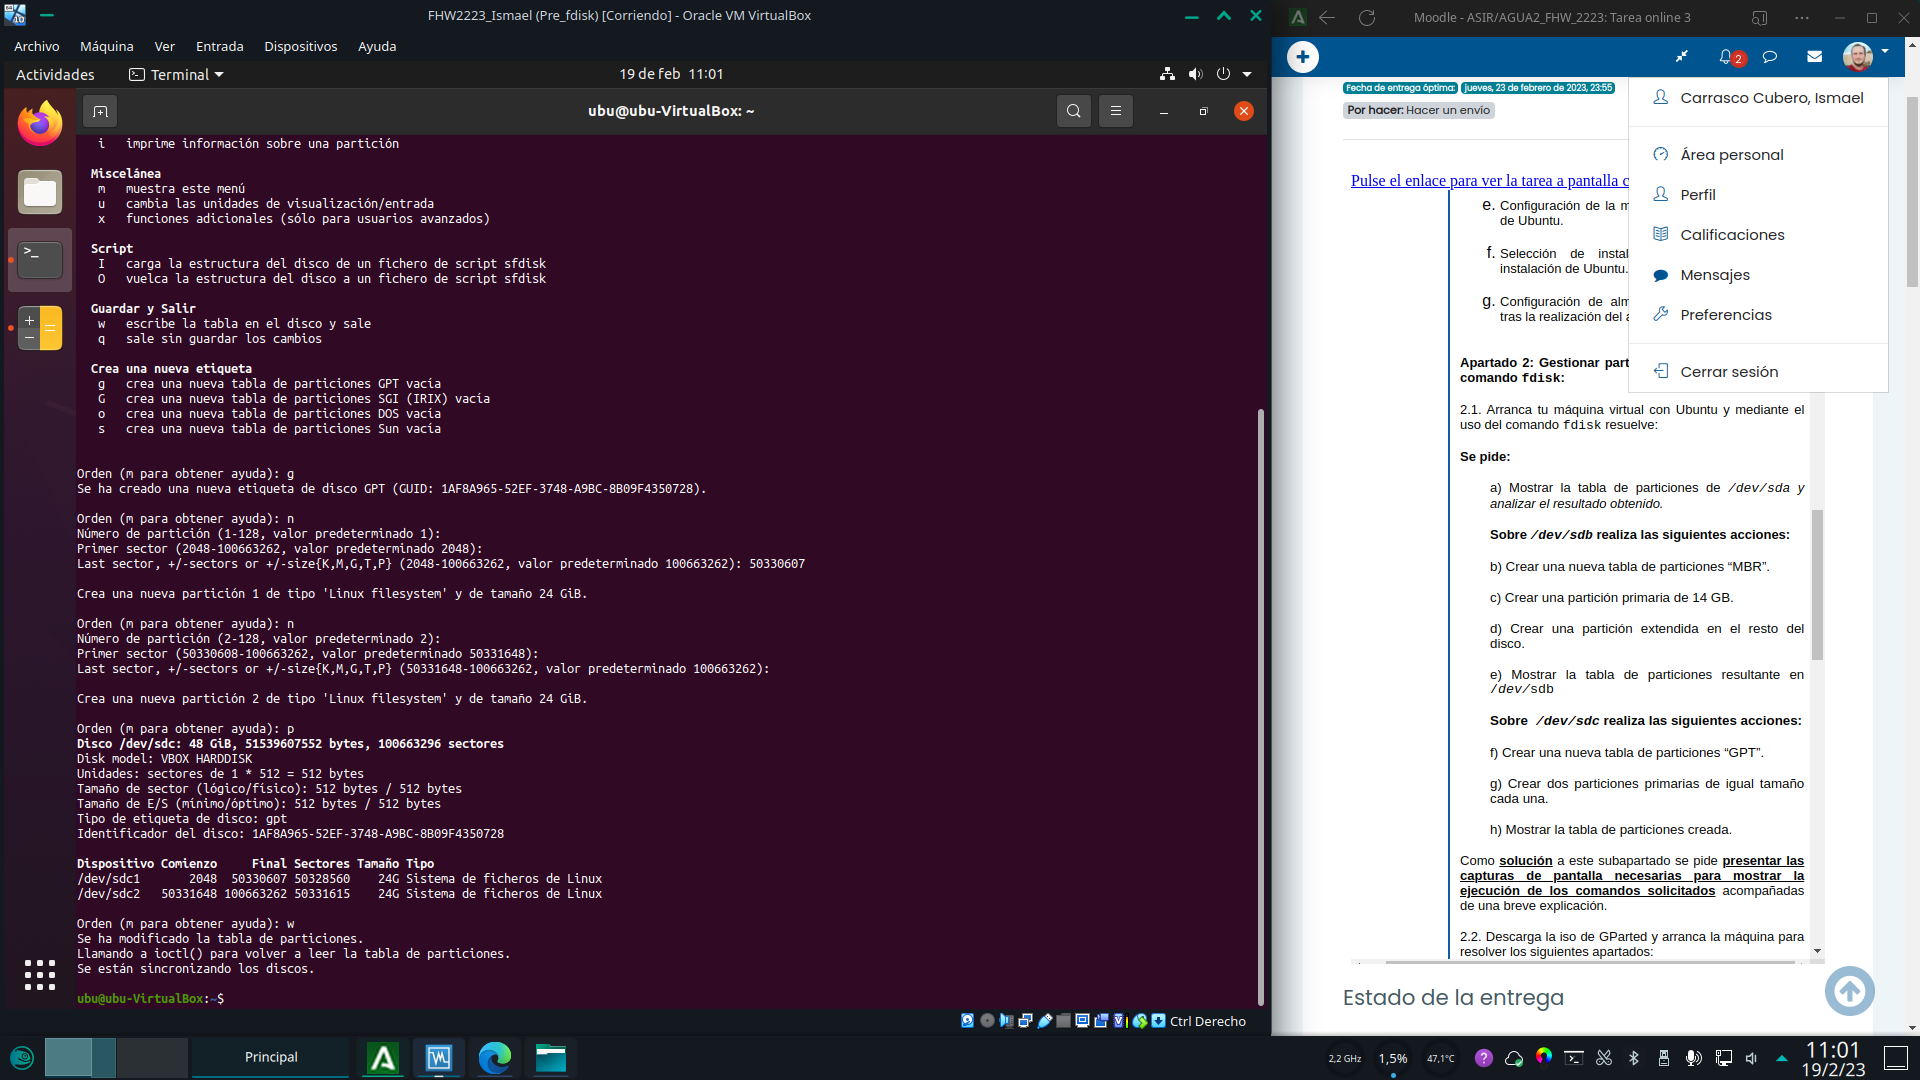 FHW2223_Ismael (Pre_fdisk) [Corriendo] - Oracle VM VirtualBox
Archivo Máquina Ver Entrada Dispositivos Ayuda
Actividades Terminal 19 de feb 11:01
ubu@ubu-VirtualBox: ~
i imprime información sobre una partición
Miscelánea
m muestra este menú
u cambia las unidades de visualización/entrada
x funciones adicionales (sólo para usuarios avanzados)
Script
I carga la estructura del disco de un fichero de script sfdisk
O vuelca la estructura del disco a un fichero de script sfdisk
Guardar y Salir
w escribe la tabla en el disco y sale
q sale sin guardar los cambios
Crea una nueva etiqueta
g crea una nueva tabla de particiones GPT vacía
G crea una nueva tabla de particiones SGI (IRIX) vacía
o crea una nueva tabla de particiones DOS vacía
s crea una nueva tabla de particiones Sun vacía
Orden (m para obtener ayuda): g
Se ha creado una nueva etiqueta de disco GPT (GUID: 1AF8A965-52EF-3748-A9BC-8B09F4350728).
Orden (m para obtener ayuda): n
Número de partición (1-128, valor predeterminado 1):
Primer sector (2048-100663262, valor predeterminado 2048):
Last sector, +/-sectors or +/-size{K,M,G,T,P} (2048-100663262, valor predeterminado 100663262): 50330607
Crea una nueva partición 1 de tipo 'Linux filesystem' y de tamaño 24 GiB.
Orden (m para obtener ayuda): n
Número de partición (2-128, valor predeterminado 2):
Primer sector (50330608-100663262, valor predeterminado 50331648):
Last sector, +/-sectors or +/-size{K,M,G,T,P} (50331648-100663262, valor predeterminado 100663262):
Crea una nueva partición 2 de tipo 'Linux filesystem' y de tamaño 24 GiB.
Orden (m para obtener ayuda): p
Disco /dev/sdc: 48 GiB, 51539607552 bytes, 100663296 sectores
Disk model: VBOX HARDDISK
Unidades: sectores de 1 * 512 = 512 bytes
Tamaño de sector (lógico/físico): 512 bytes / 512 bytes
Tamaño de E/S (mínimo/óptimo): 512 bytes / 512 bytes
Tipo de etiqueta de disco: gpt
Identificador del disco: 1AF8A965-52EF-3748-A9BC-8B09F4350728
Dispositivo Comienzo Final Sectores Tamaño Tipo
/dev/sdc1 2048 50330607 50328560 24G Sistema de ficheros de Linux
/dev/sdc2 50331648 100663262 50331615 24G Sistema de ficheros de Linux
Orden (m para obtener ayuda): w
Se ha modificado la tabla de particiones.
Llamando a ioctl() para volver a leer la tabla de particiones.
Se están sincronizando los discos.
ubu@ubu-VirtualBox:~$
Ctrl Derecho
Moodle - ASIR/AGUA2_FHW_2223: Tarea online 3
2
Fecha de entrega óptima: jueves, 23 de febrero de 2023, 23:55
Por hacer: Hacer un envío
Pulse el enlace para ver la tarea a pantalla c
e. Configuración de la m
de Ubuntu.
f. Selección de instal
instalación de Ubuntu.
g. Configuración de alm
tras la realización del a
Carrasco Cubero, Ismael
Área personal
Perfil
Calificaciones
Mensajes
Preferencias
Cerrar sesión
Apartado 2: Gestionar part
comando fdisk:
2.1. Arranca tu máquina virtual con Ubuntu y mediante el
uso del comando fdisk resuelve:
Se pide:
a) Mostrar la tabla de particiones de /dev/sda y
analizar el resultado obtenido.
Sobre /dev/sdb realiza las siguientes acciones:
b) Crear una nueva tabla de particiones “MBR”.
c) Crear una partición primaria de 14 GB.
d) Crear una partición extendida en el resto del
disco.
e) Mostrar la tabla de particiones resultante en
/dev/sdb
Sobre /dev/sdc realiza las siguientes acciones:
f) Crear una nueva tabla de particiones “GPT”.
g) Crear dos particiones primarias de igual tamaño
cada una.
h) Mostrar la tabla de particiones creada.
Como solución a este subapartado se pide presentar las
capturas de pantalla necesarias para mostrar la
ejecución de los comandos solicitados acompañadas
de una breve explicación.
2.2. Descarga la iso de GParted y arranca la máquina para
resolver los siguientes apartados:
Estado de la entrega
Principal
2,2 GHz 1,5% 47,1°C
11:01
19/2/23